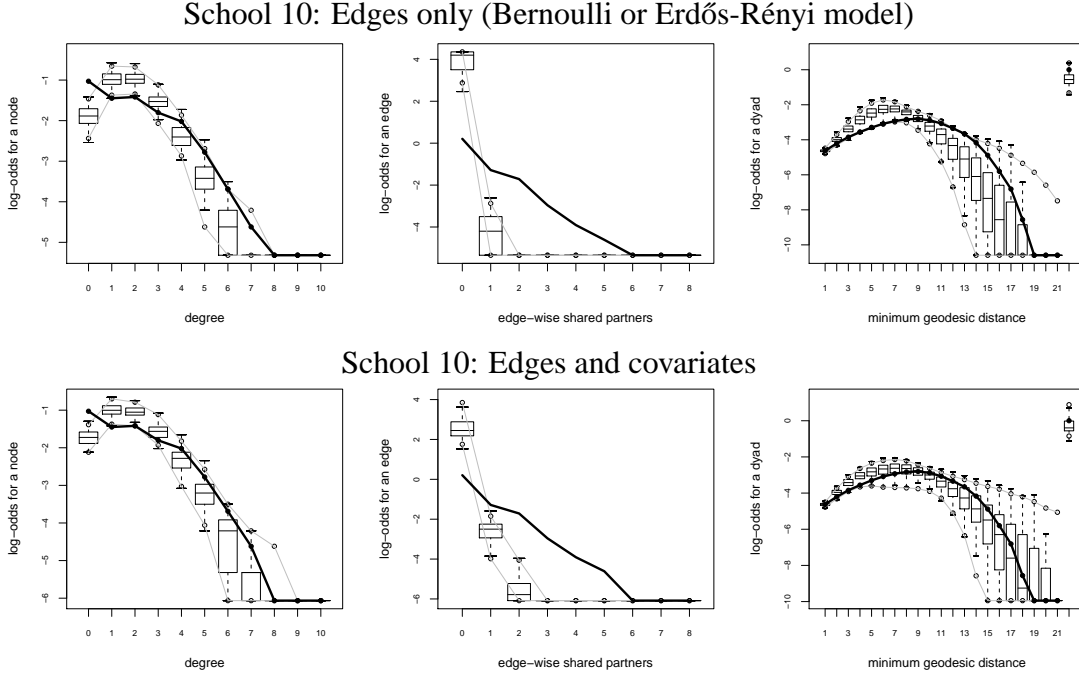 School 10: Edges only (Bernoulli or Erdős-Rényi model)
log−odds for a node
-1
-2
-3
-4
-5
0 1 2 3 4 5 6 7 8 9 10
degree
log−odds for an edge
4
2
0
-2
-4
0 1 2 3 4 5 6 7 8
edge−wise shared partners
log−odds for a dyad
0
-2
-4
-6
-8
-10
1 3 5 7 9 11 13 15 17 19 21
minimum geodesic distance
School 10: Edges and covariates
log−odds for a node
-1
-2
-3
-4
-5
-6
0 1 2 3 4 5 6 7 8 9 10
degree
log−odds for an edge
4
2
0
-2
-4
-6
0 1 2 3 4 5 6 7 8
edge−wise shared partners
log−odds for a dyad
0
-2
-4
-6
-8
-10
1 3 5 7 9 11 13 15 17 19 21
minimum geodesic distance